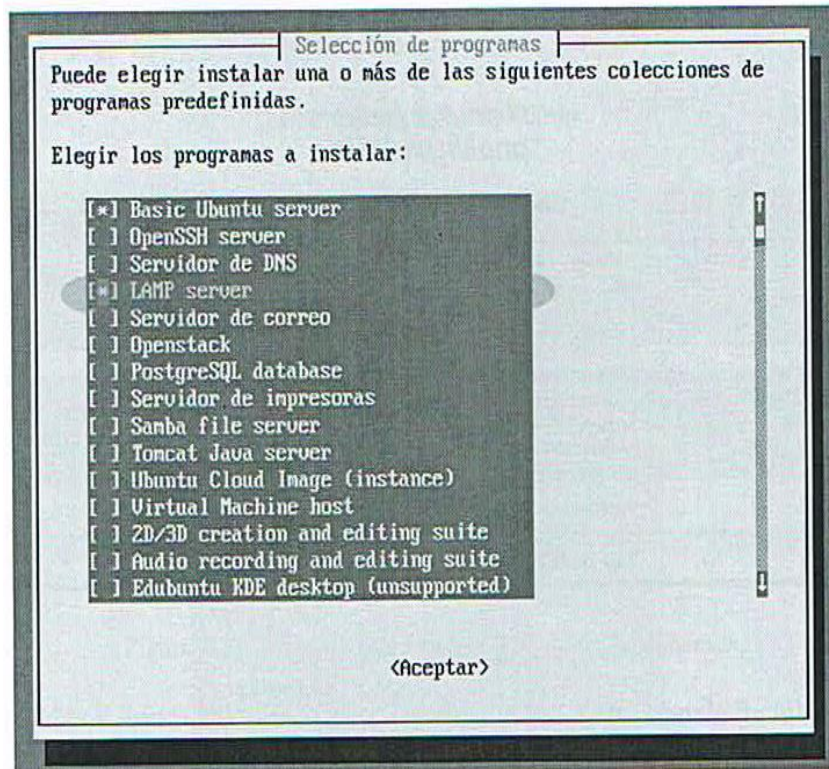 Selección de programas
Puede elegir instalar una o más de las siguientes colecciones de
programas predefinidas.
Elegir los programas a instalar:
[*] Basic Ubuntu server
[ ] OpenSSH server
[ ] Servidor de DNS
[*] LAMP server
[ ] Servidor de correo
[ ] Openstack
[ ] PostgreSQL database
[ ] Servidor de impresoras
[ ] Samba file server
[ ] Tomcat Java server
[ ] Ubuntu Cloud Image (instance)
[ ] Virtual Machine host
[ ] 2D/3D creation and editing suite
[ ] Audio recording and editing suite
[ ] Edubuntu KDE desktop (unsupported)
<Aceptar>